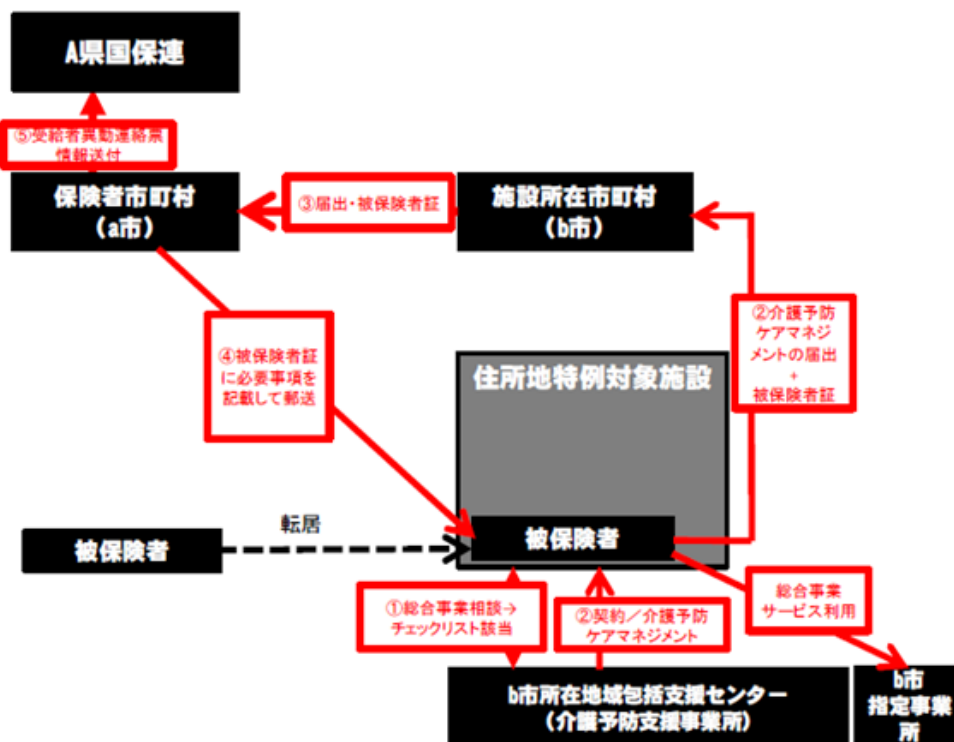 A県国保連
⑤受給者異動連絡票
情報送付
保険者市町村
（a市）
③届出・被保険者証
施設所在市町村
（b市）
④被保険者証
に必要事項を
記載して郵送
②介護予防
ケアマネジ
メントの届出
+
被保険者証
住所地特例対象施設
被保険者
転居
被保険者
①総合事業相談→
チェックリスト該当
②契約／介護予防
ケアマネジメント
総合事業
サービス利用
b市所在地域包括支援センター
（介護予防支援事業所）
b市
指定事業
所